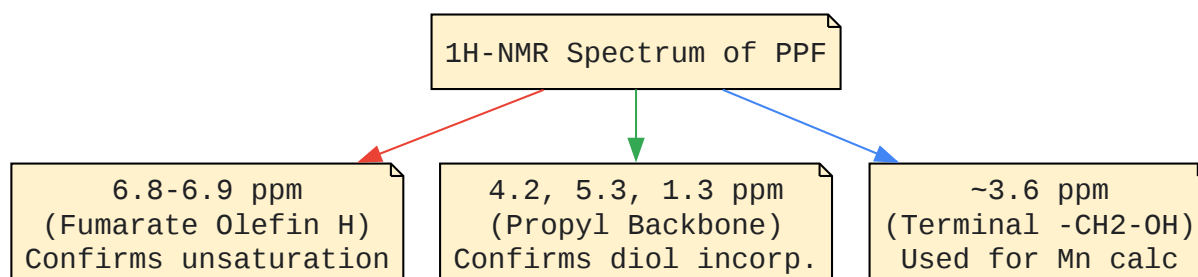 1H-NMR Spectrum of PPF
6.8-6.9 ppm
(Fumarate Olefin H)
Confirms unsaturation
4.2, 5.3, 1.3 ppm
(Propyl Backbone)
Confirms diol incorp.
~3.6 ppm
(Terminal -CH2-OH)
Used for Mn calc